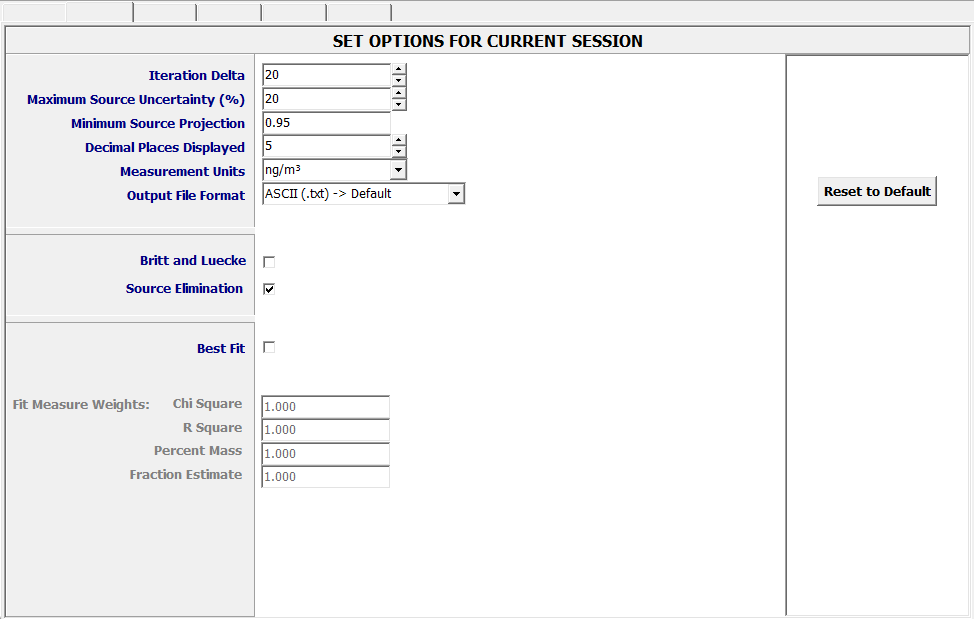 SET OPTIONS FOR CURRENT SESSION
Iteration Delta 20
Maximum Source Uncertainty (%) 20
Minimum Source Projection 0.95
Decimal Places Displayed 5
Measurement Units ng/m³
Output File Format ASCII (.txt) -> Default
Reset to Default
Britt and Luecke
Source Elimination
Best Fit
Fit Measure Weights: Chi Square 1.000
R Square 1.000
Percent Mass 1.000
Fraction Estimate 1.000